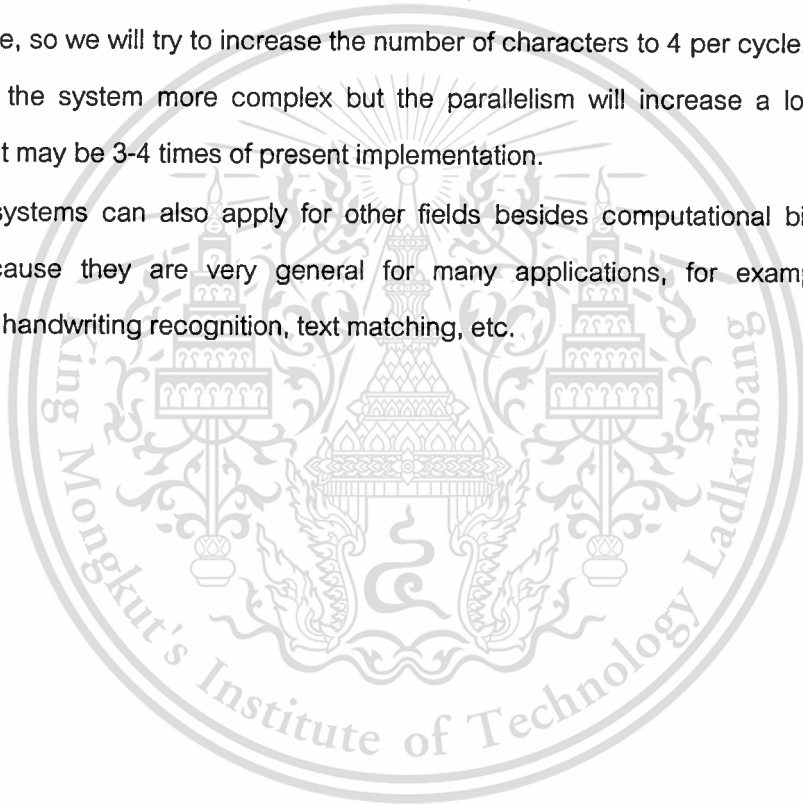 e, so we will try to increase the number of characters to 4 per cycle
the system more complex but the parallelism will increase a lo
t may be 3-4 times of present implementation.
systems can also apply for other fields besides computational bi
cause they are very general for many applications, for examp
handwriting recognition, text matching, etc.
King Mongkut's Institute of Technology Ladkrabang